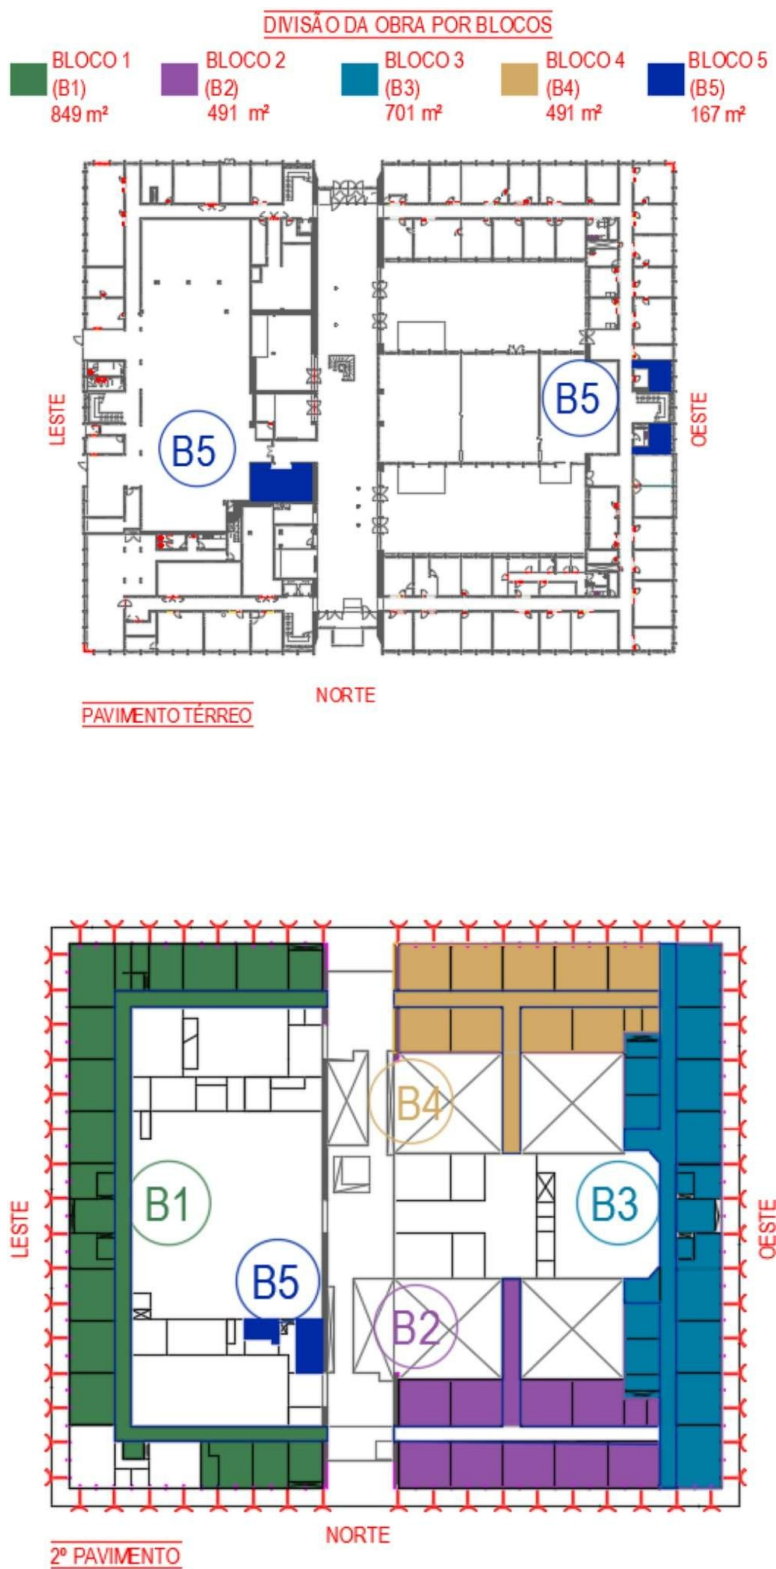 DIVISÃO DA OBRA POR BLOCOS
BLOCO 1
(B1)
849 m²
BLOCO 2
(B2)
491 m²
BLOCO 3
(B3)
701 m²
BLOCO 4
(B4)
491 m²
BLOCO 5
(B5)
167 m²
LESTE
B5
B5
OESTE
NORTE
PAVIMENTO TÉRREO
B4
LESTE
B1
B3
OESTE
B5
B2
NORTE
2º PAVIMENTO